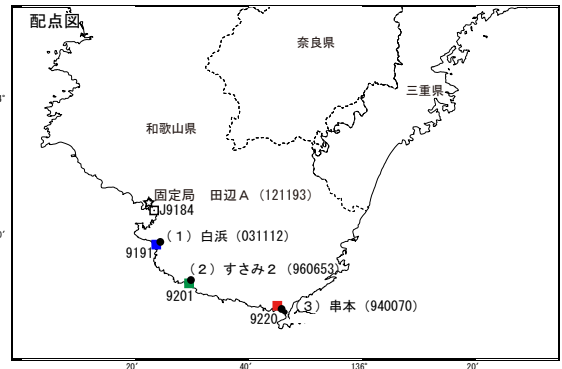 配点図
奈良県
三重県
和歌山県
固定局　田辺Ａ（121193）
J9184
（１）白浜（031112）
9191
（２）すさみ２（960653）
9201
（３）串本（940070）
9220
20′
40′
136°
20′